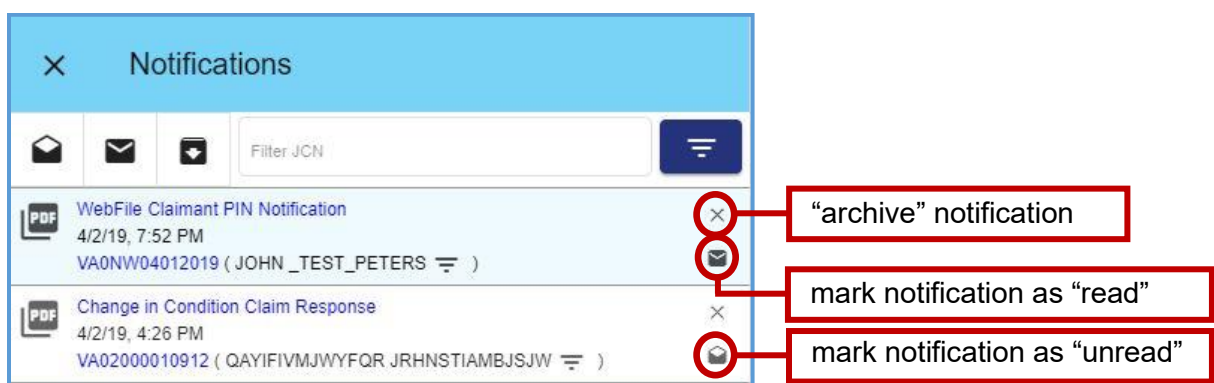 Notifications
Filter JCN
PDF
WebFile Claimant PIN Notification
4/2/19, 7:52 PM
VA0NW04012019 ( JOHN _TEST_PETERS )
“archive” notification
mark notification as “read”
PDF
Change in Condition Claim Response
4/2/19, 4:26 PM
VA02000010912 ( QAYIFIVMJWYFQR JRHNSTIAMBJSJW )
mark notification as “unread”